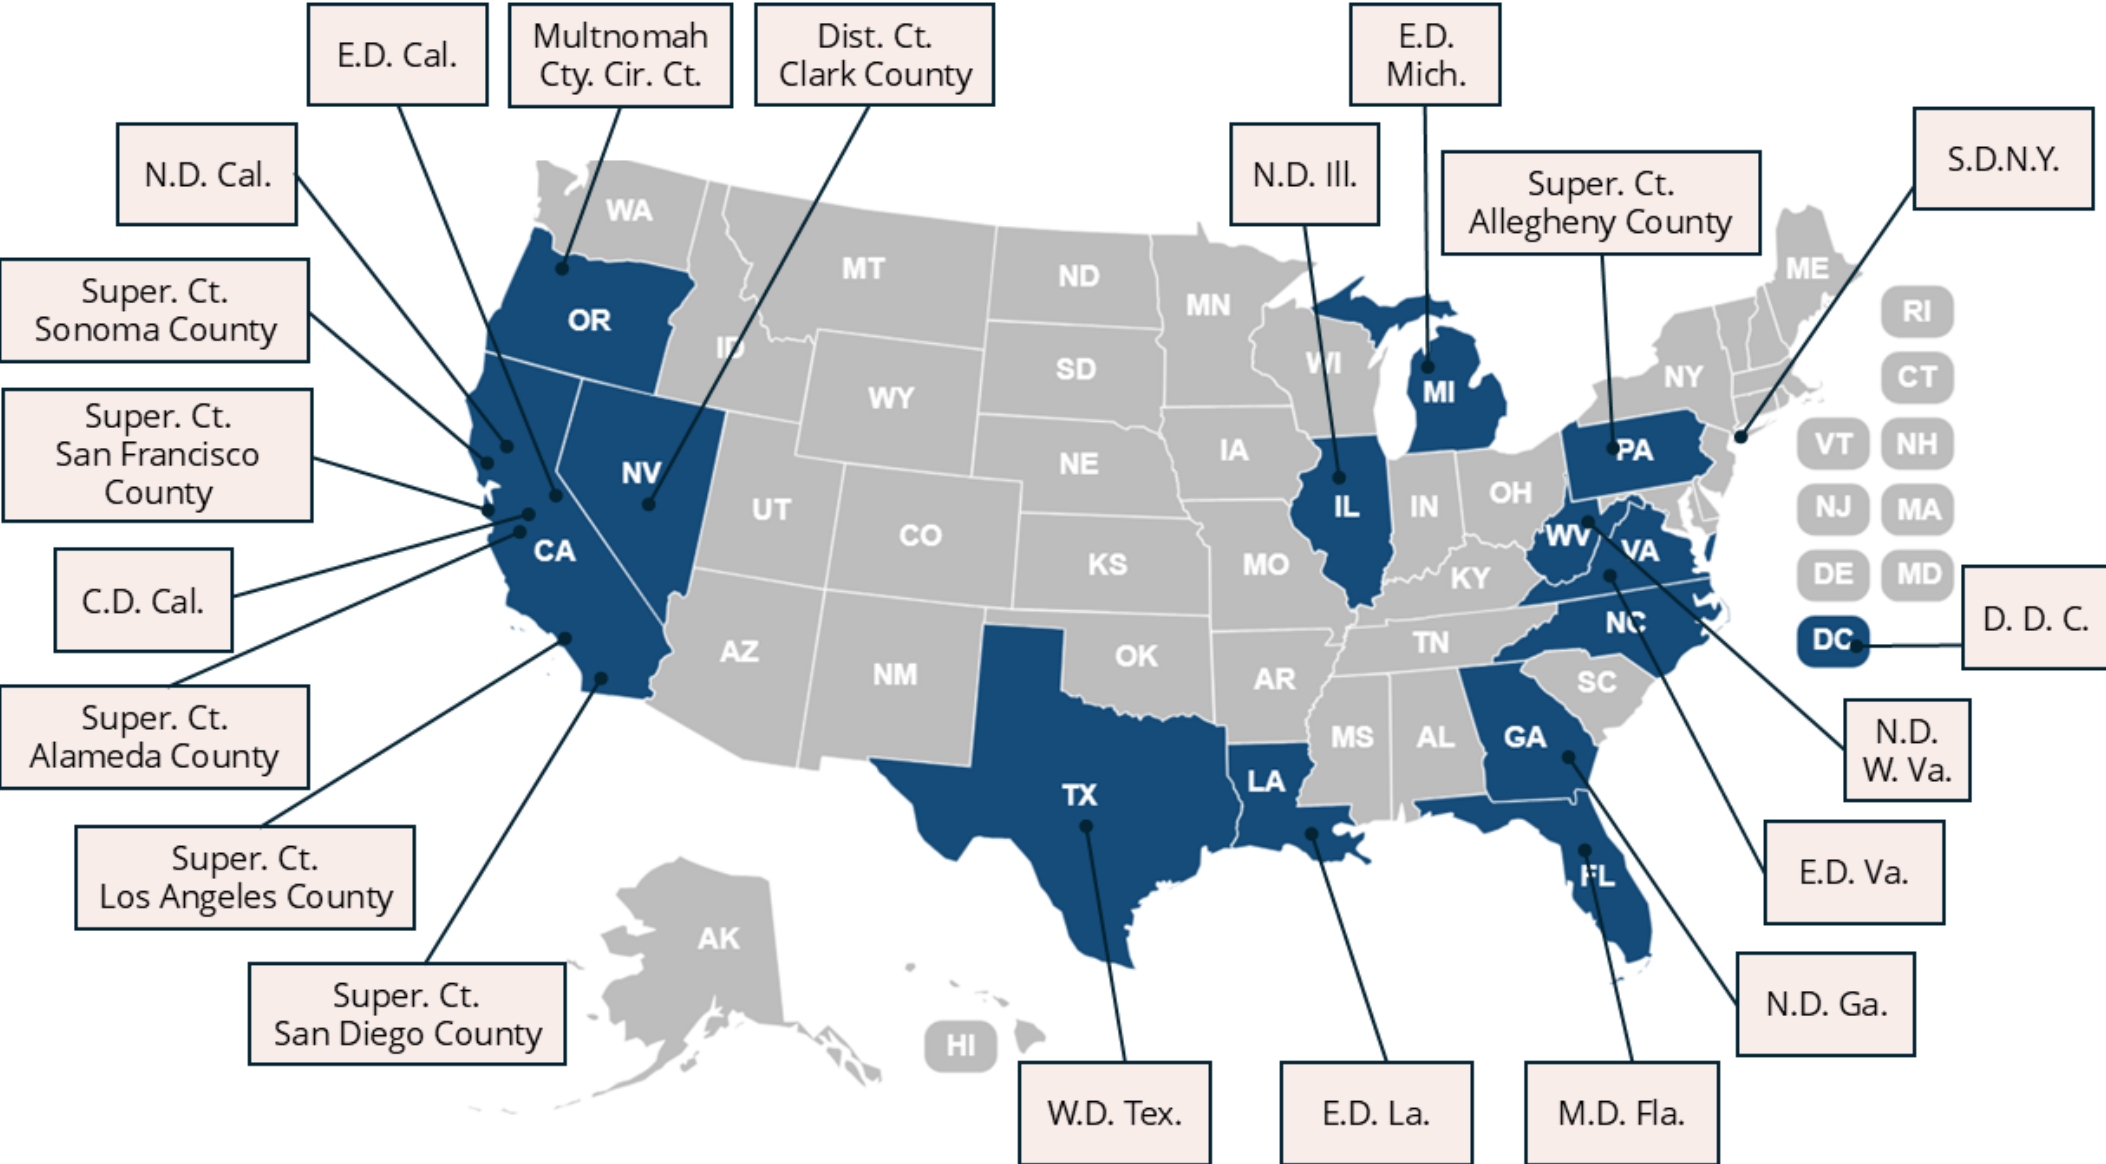 E.D. Cal.
Multnomah
Cty. Cir. Ct.
Dist. Ct.
Clark County
E.D.
Mich.
N.D. Cal.
N.D. Ill.
Super. Ct.
Allegheny County
S.D.N.Y.
Super. Ct.
Sonoma County
Super. Ct.
San Francisco
County
C.D. Cal.
Super. Ct.
Alameda County
Super. Ct.
Los Angeles County
Super. Ct.
San Diego County
WA
OR
ID
MT
ND
MN
SD
WI
MI
WY
NY
ME
RI
CT
VT
NH
NJ
MA
DE
MD
DC
NV
UT
CO
NE
IA
IL
IN
OH
PA
CA
KS
MO
KY
WV
VA
AZ
NM
OK
AR
TN
NC
SC
TX
LA
MS
AL
GA
FL
AK
HI
D. D. C.
N.D.
W. Va.
E.D. Va.
N.D. Ga.
W.D. Tex.
E.D. La.
M.D. Fla.